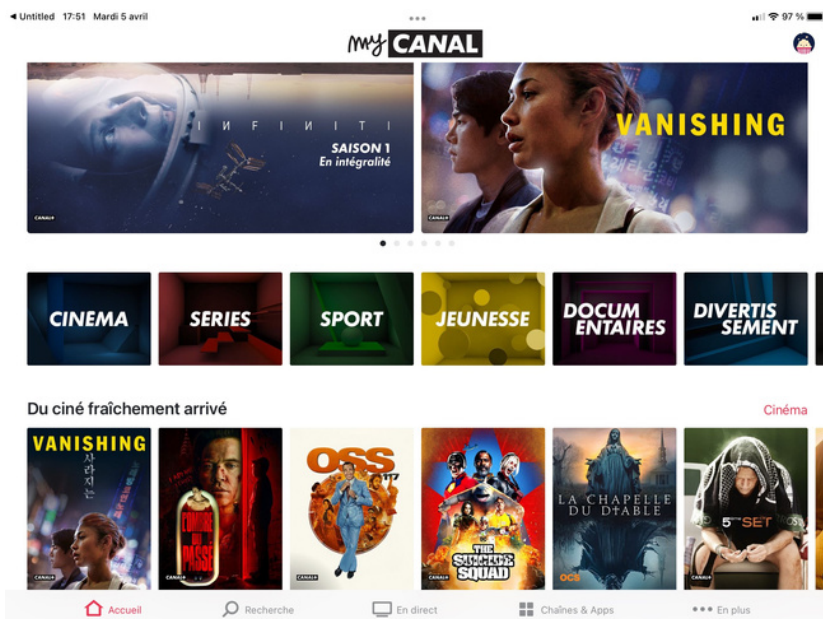 ◀ Untitled 17:51 Mardi 5 avril
97 %
my CANAL
INFINITI
SAISON 1
En intégralité
CANAL+
VANISHING
CANAL+
CINÉMA
SÉRIES
SPORT
JEUNESSE
DOCUM
ENTAIRES
DIVERTIS
SEMENT
Du ciné fraîchement arrivé
Cinéma
VANISHING
사라지는
CANAL+
L'OMBRE
DU
PASSÉ
CANAL+
OSS
117
CANAL+
DC
THE
SUICIDE
SQUAD
CANAL+
LA CHAPELLE
DU DIABLE
OCS
5ÈME SET
CANAL+
Accueil
Recherche
En direct
Chaînes & Apps
En plus